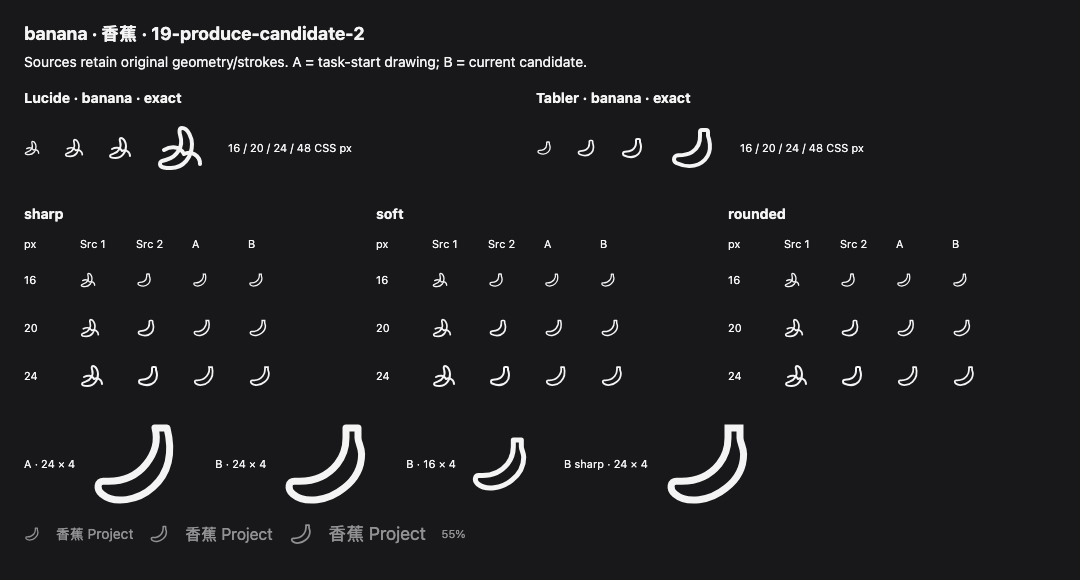 banana · 香蕉 · 19-produce-candidate-2
Sources retain original geometry/strokes. A = task-start drawing; B = current candidate.
Lucide · banana · exact
Tabler · banana · exact
16 / 20 / 24 / 48 CSS px
16 / 20 / 24 / 48 CSS px
sharp
soft
rounded
px Src 1 Src 2 A B
px Src 1 Src 2 A B
px Src 1 Src 2 A B
16
16
16
20
20
20
24
24
24
A · 24 × 4
B · 24 × 4
B · 16 × 4
B sharp · 24 × 4
香蕉 Project
香蕉 Project
香蕉 Project
55%